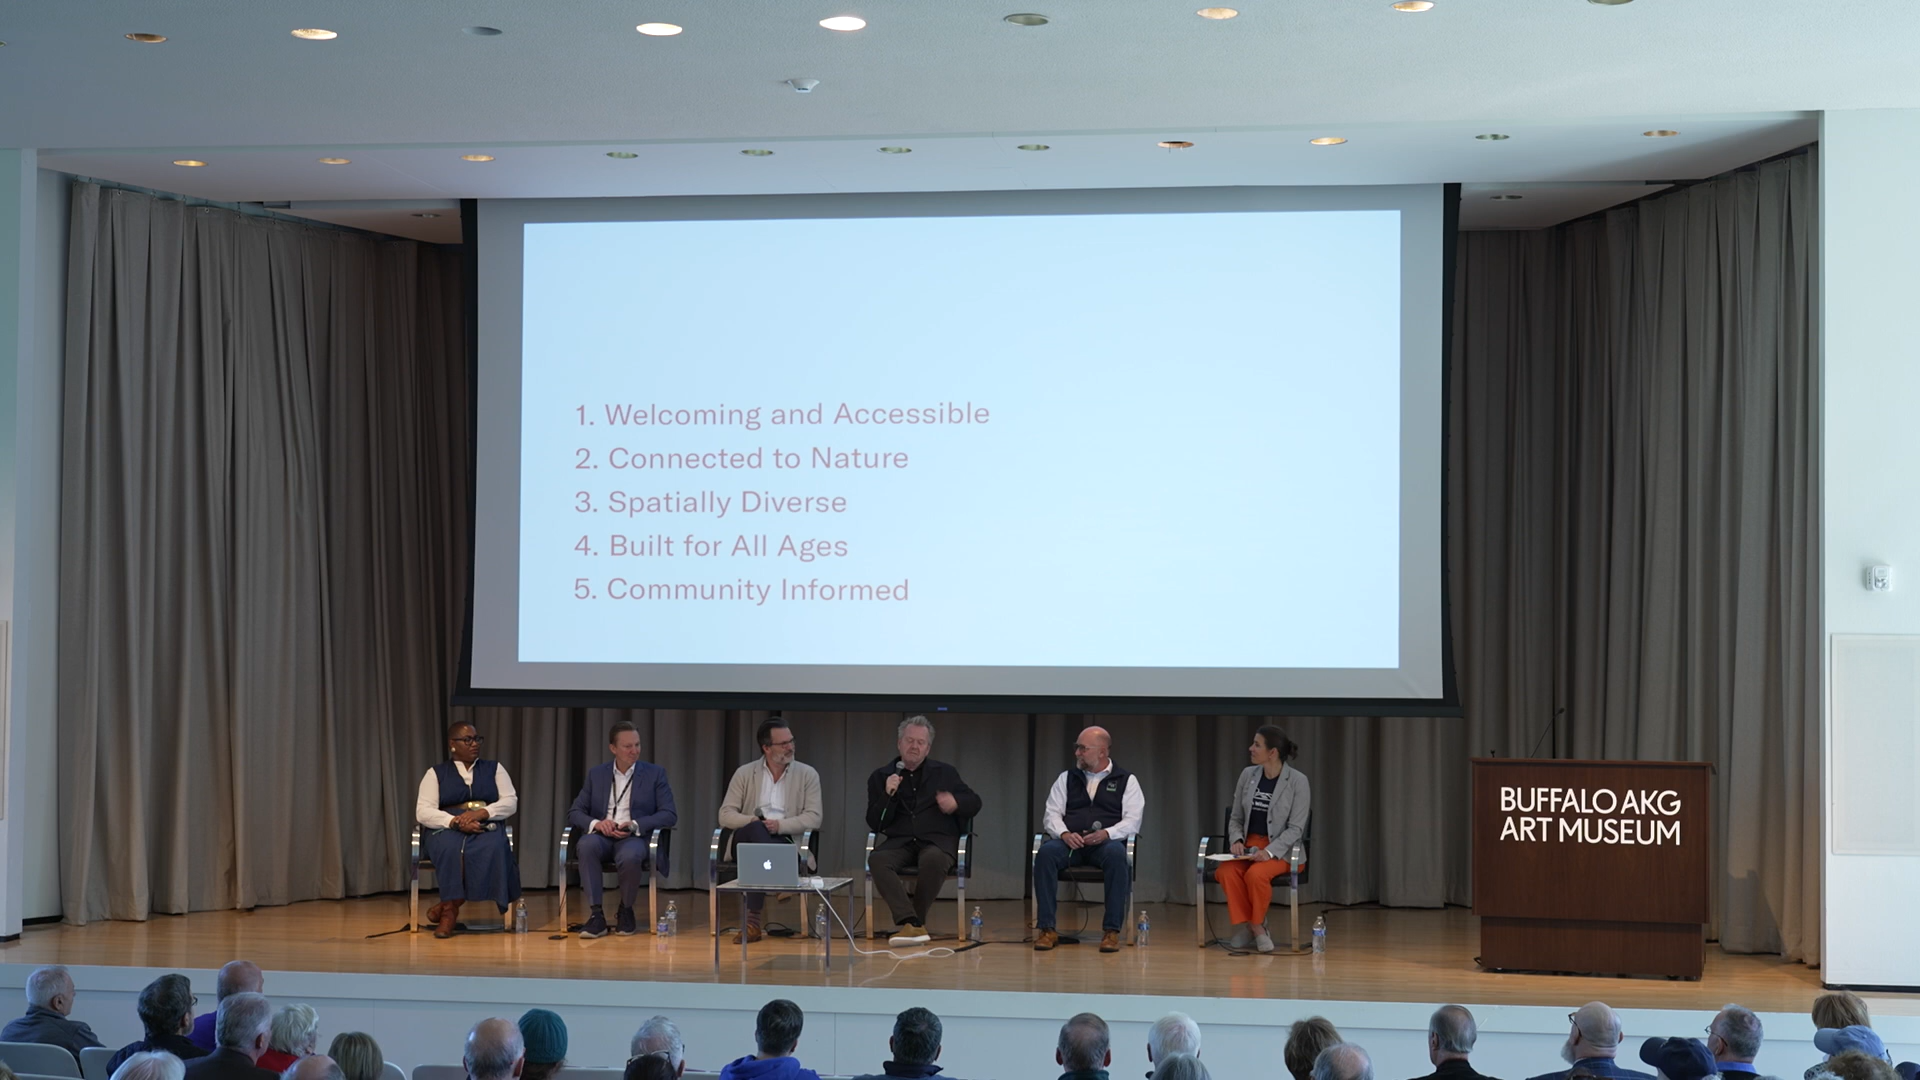 1. Welcoming and Accessible
2. Connected to Nature
3. Spatially Diverse
4. Built for All Ages
5. Community Informed
BUFFALO AKG
ART MUSEUM